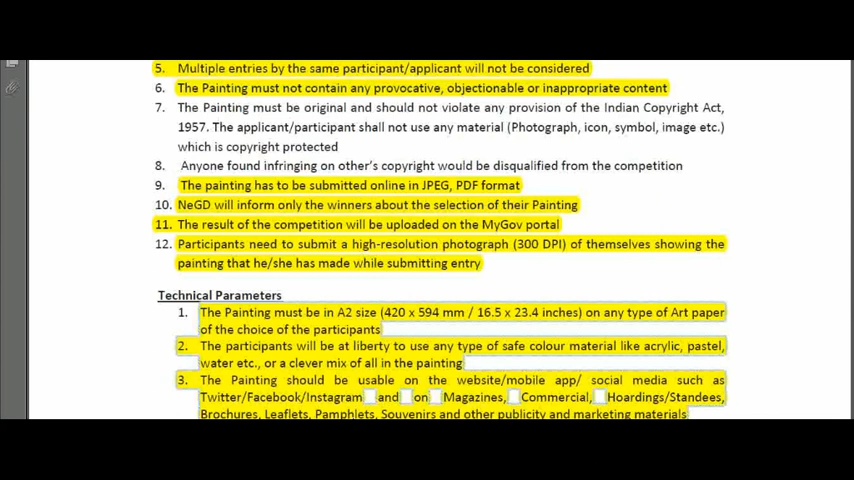 5. Multiple entries by the same participant/applicant will not be considered
6. The Painting must not contain any provocative, objectionable or inappropriate content
7. The Painting must be original and should not violate any provision of the Indian Copyright Act,
1957. The applicant/participant shall not use any material (Photograph, icon, symbol, image etc.)
which is copyright protected
8. Anyone found infringing on other's copyright would be disqualified from the competition
9. The painting has to be submitted online in JPEG, PDF format
10. NeGD will inform only the winners about the selection of their Painting
11. The result of the competition will be uploaded on the MyGov portal
12. Participants need to submit a high-resolution photograph (300 DPI) of themselves showing the
painting that he/she has made while submitting entry
Technical Parameters
1. The Painting must be in A2 size (420 x 594 mm / 16.5 x 23.4 inches) on any type of Art paper
of the choice of the participants
2. The participants will be at liberty to use any type of safe colour material like acrylic, pastel,
water etc., or a clever mix of all in the painting
3. The Painting should be usable on the website/mobile app/ social media such as
Twitter/Facebook/Instagram and on Magazines, Commercial, Hoardings/Standees,
Brochures, Leaflets, Pamphlets, Souvenirs and other publicity and marketing materials